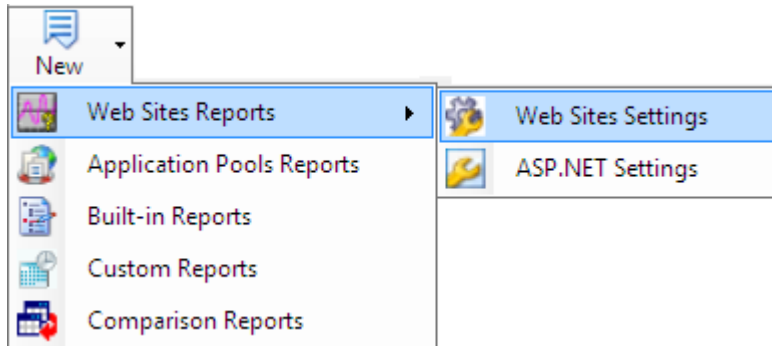 New
Web Sites Reports
Web Sites Settings
Application Pools Reports
ASP.NET Settings
Built-in Reports
Custom Reports
Comparison Reports